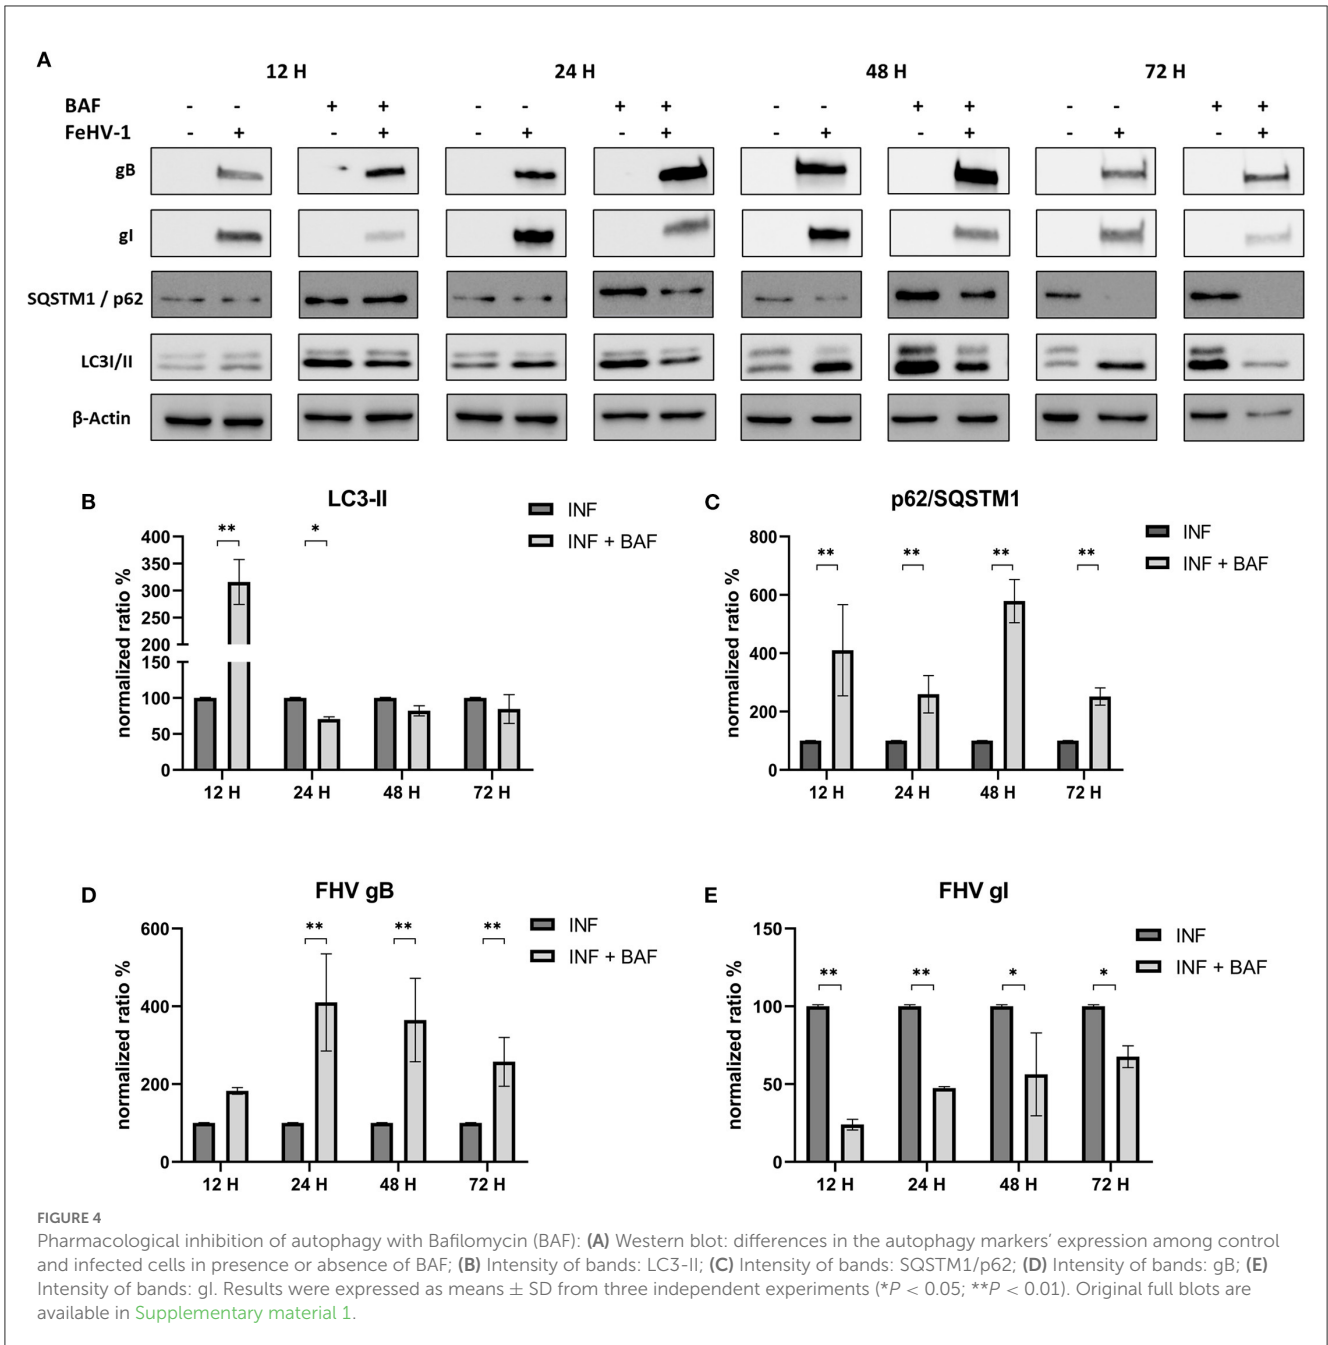 A
12 H 24 H 48 H 72 H
BAF - - + + - - + + - - + + - - + +
FeHV-1 - + - + - + - + - + - + - + - +
gB
gI
SQSTM1 / p62
LC3I/II
β-Actin
B
LC3-II
INF
INF + BAF
normalized ratio %
400
350
300
250
200
150
100
50
0
** *
12 H 24 H 48 H 72 H
C
p62/SQSTM1
INF
INF + BAF
normalized ratio %
800
600
400
200
0
** ** ** **
12 H 24 H 48 H 72 H
D
FHV gB
INF
INF + BAF
normalized ratio %
600
400
200
0
** ** **
12 H 24 H 48 H 72 H
E
FHV gI
INF
INF + BAF
normalized ratio %
150
100
50
0
** ** * *
12 H 24 H 48 H 72 H
FIGURE 4
Pharmacological inhibition of autophagy with Bafilomycin (BAF): (A) Western blot: differences in the autophagy markers' expression among control
and infected cells in presence or absence of BAF; (B) Intensity of bands: LC3-II; (C) Intensity of bands: SQSTM1/p62; (D) Intensity of bands: gB; (E)
Intensity of bands: gI. Results were expressed as means ± SD from three independent experiments (*P < 0.05; **P < 0.01). Original full blots are
available in Supplementary material 1.